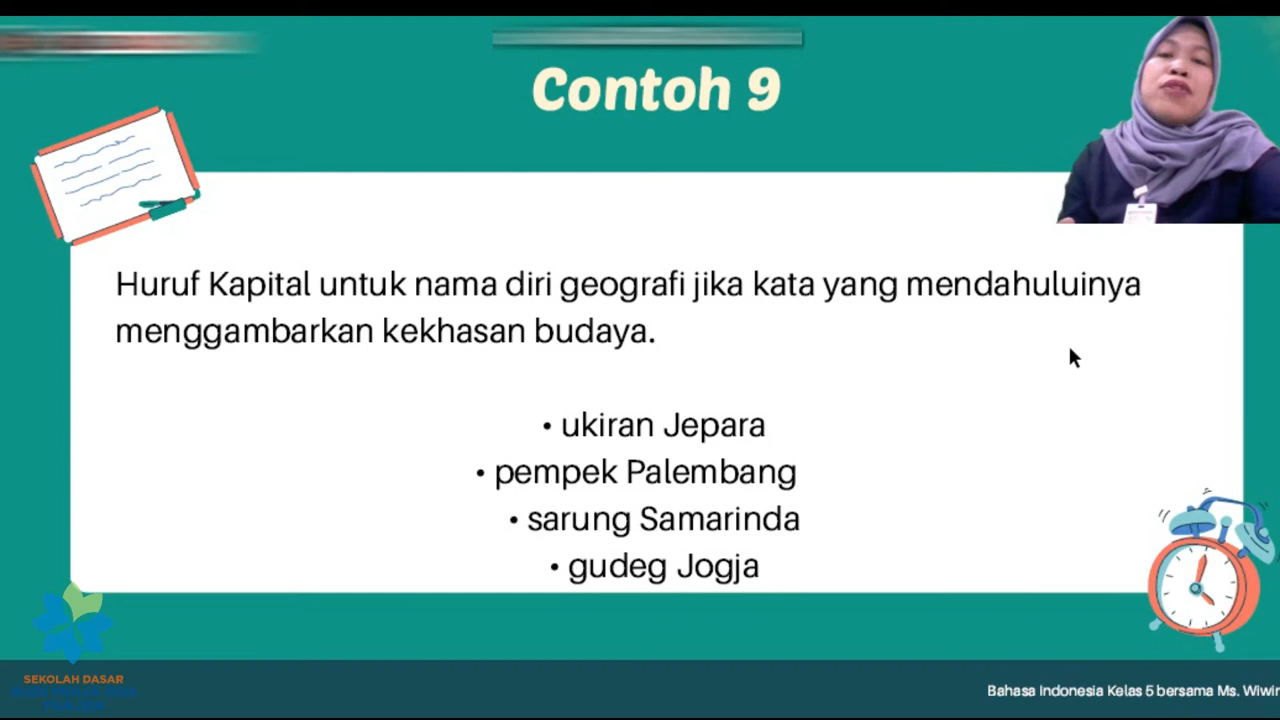 Contoh 9
Huruf Kapital untuk nama diri geografi jika kata yang mendahuluinya
menggambarkan kekhasan budaya.
• ukiran Jepara
• pempek Palembang
• sarung Samarinda
• gudeg Jogja
SEKOLAH DASAR
Bahasa Indonesia Kelas 5 bersama Ms. Wiwin